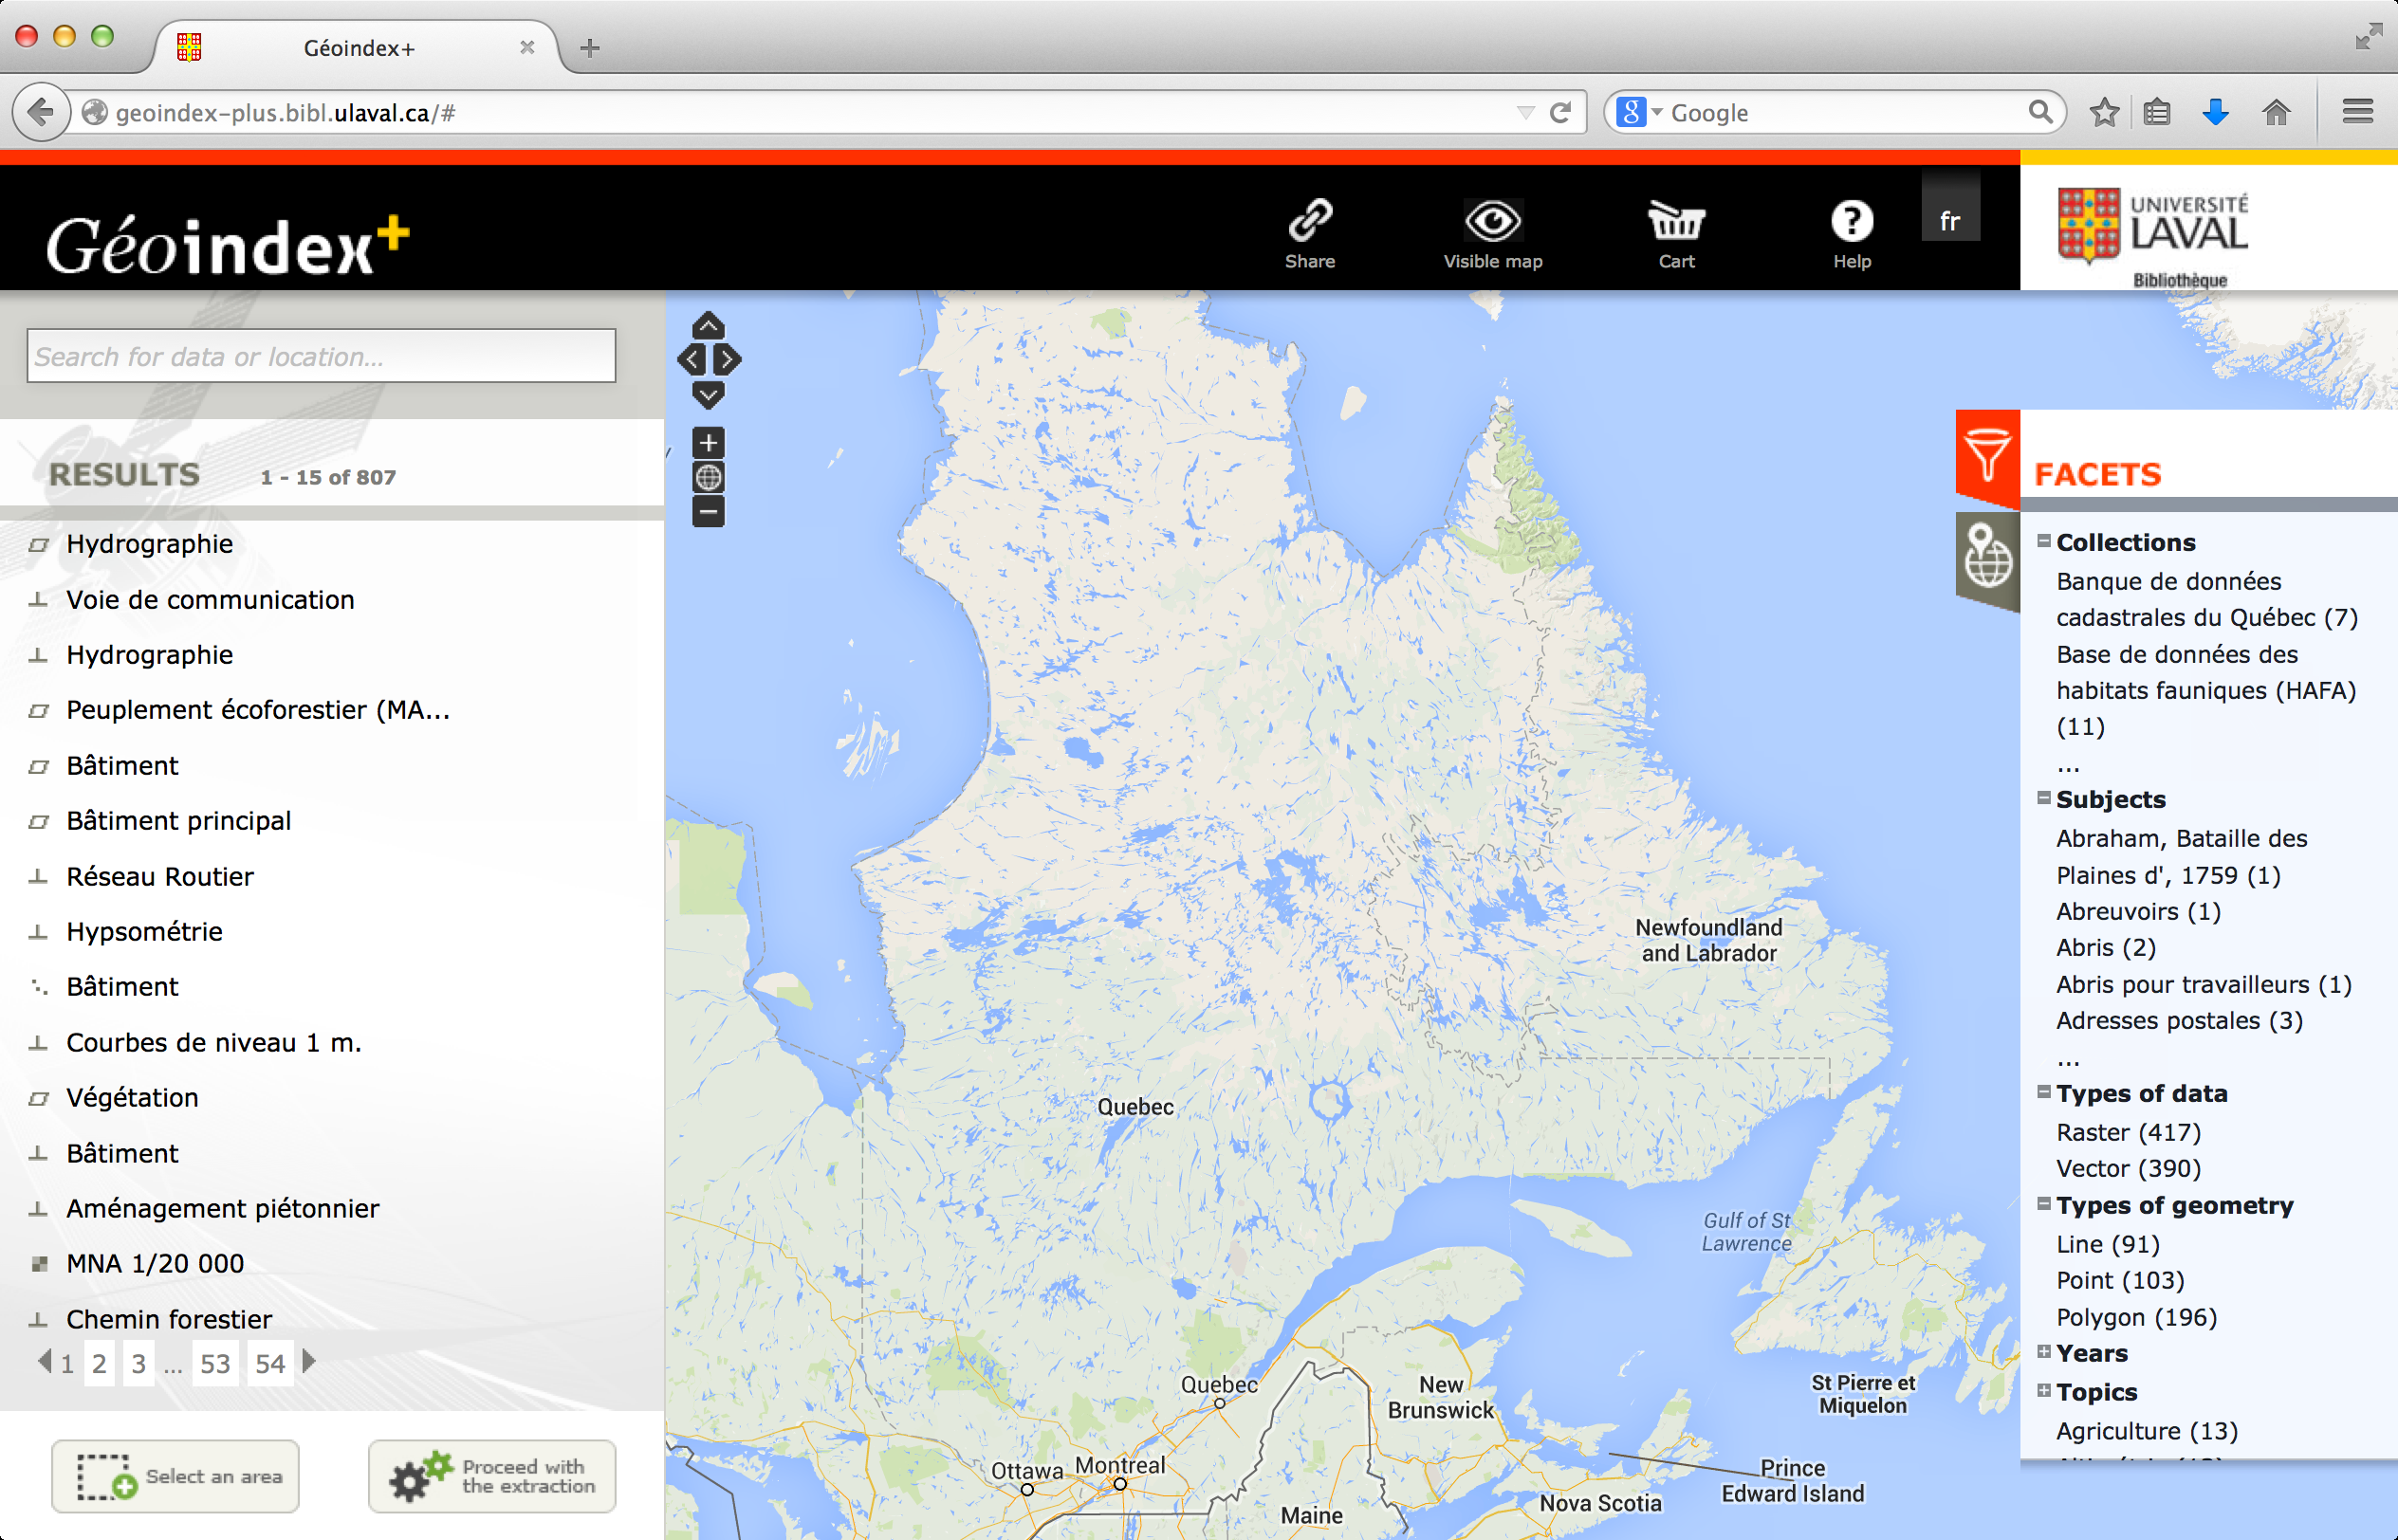 Géoindex+
geoindex-plus.bibl.ulaval.ca/#
Google
Géoindex+
Share
Visible map
Cart
Help
fr
UNIVERSITÉ
LAVAL
Bibliothèque
Search for data or location...
RESULTS 1 - 15 of 807
Hydrographie
Voie de communication
Hydrographie
Peuplement écoforestier (MA...
Bâtiment
Bâtiment principal
Réseau Routier
Hypsométrie
Bâtiment
Courbes de niveau 1 m.
Végétation
Bâtiment
Aménagement piétonnier
MNA 1/20 000
Chemin forestier
1 2 3 ... 53 54
Select an area
Proceed with
the extraction
Newfoundland
and Labrador
Quebec
Gulf of St
Lawrence
Quebec
New
Brunswick
St Pierre et
Miquelon
Ottawa
Montreal
Prince
Edward Island
Nova Scotia
Maine
FACETS
Collections
Banque de données
cadastrales du Québec (7)
Base de données des
habitats fauniques (HAFA)
(11)
...
Subjects
Abraham, Bataille des
Plaines d', 1759 (1)
Abreuvoirs (1)
Abris (2)
Abris pour travailleurs (1)
Adresses postales (3)
...
Types of data
Raster (417)
Vector (390)
Types of geometry
Line (91)
Point (103)
Polygon (196)
Years
Topics
Agriculture (13)